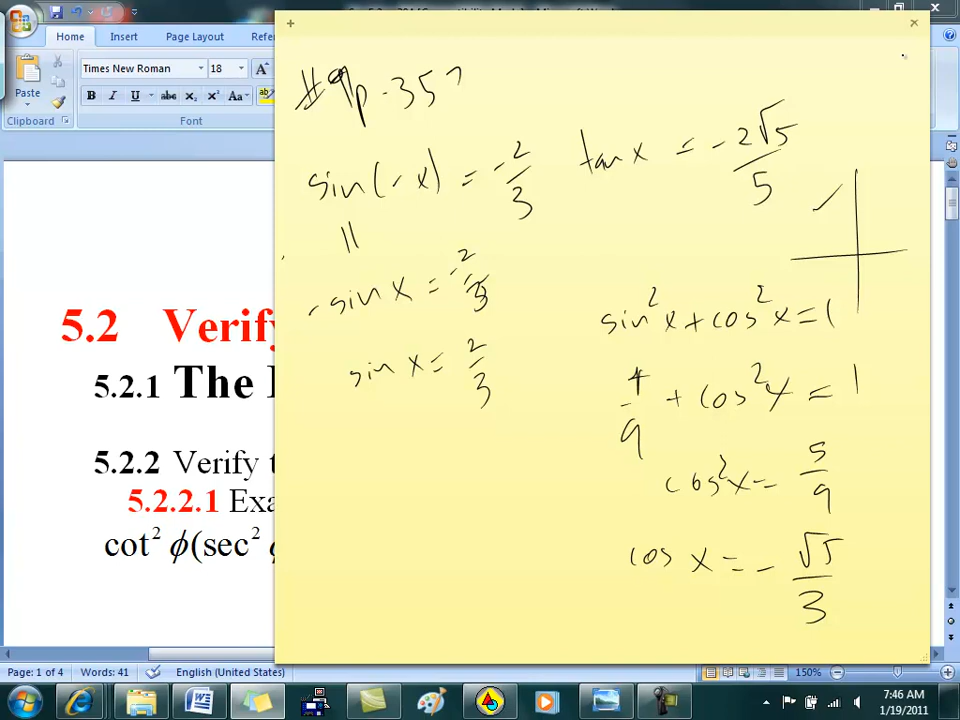 Home Insert Page Layout Refer
Times New Roman 18
Paste
Clipboard Font
5.2 Verify
5.2.1 The
5.2.2 Verify t
5.2.2.1 Exa
cot² ϕ(sec²
#9 p. 357
sin(-x) = -2/3
tan x = -2√5/5
-sin x = -2/3
sin x = 2/3
sin²x + cos²x = 1
4/9 + cos²x = 1
cos²x = 5/9
cos x = -√5/3
Page: 1 of 4 Words: 41 English (United States) 150%
7:46 AM
1/19/2011